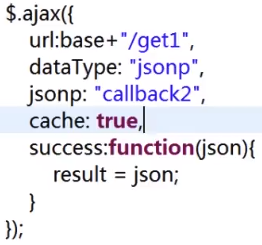 $.ajax({
url:base+"/get1",
dataType: "jsonp",
jsonp: "callback2",
cache: true,
success:function(json){
result = json;
}
});